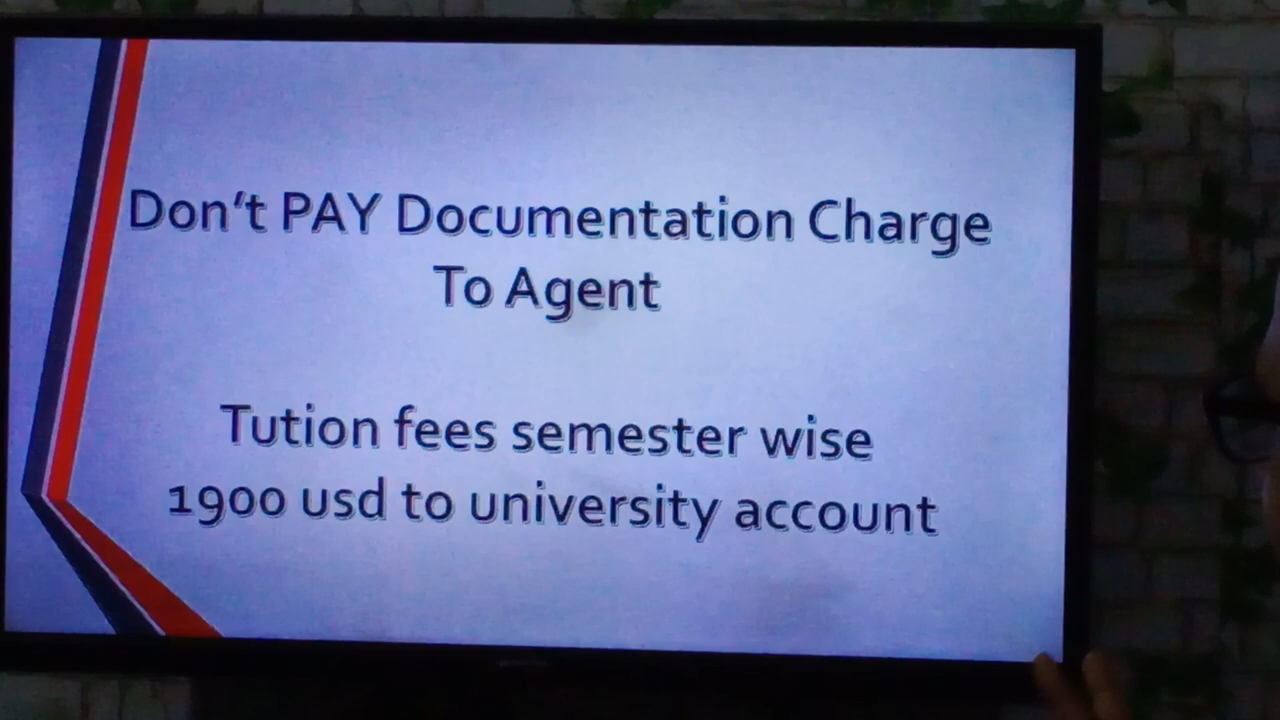 Don't PAY Documentation Charge
To Agent
Tution fees semester wise
1900 usd to university account